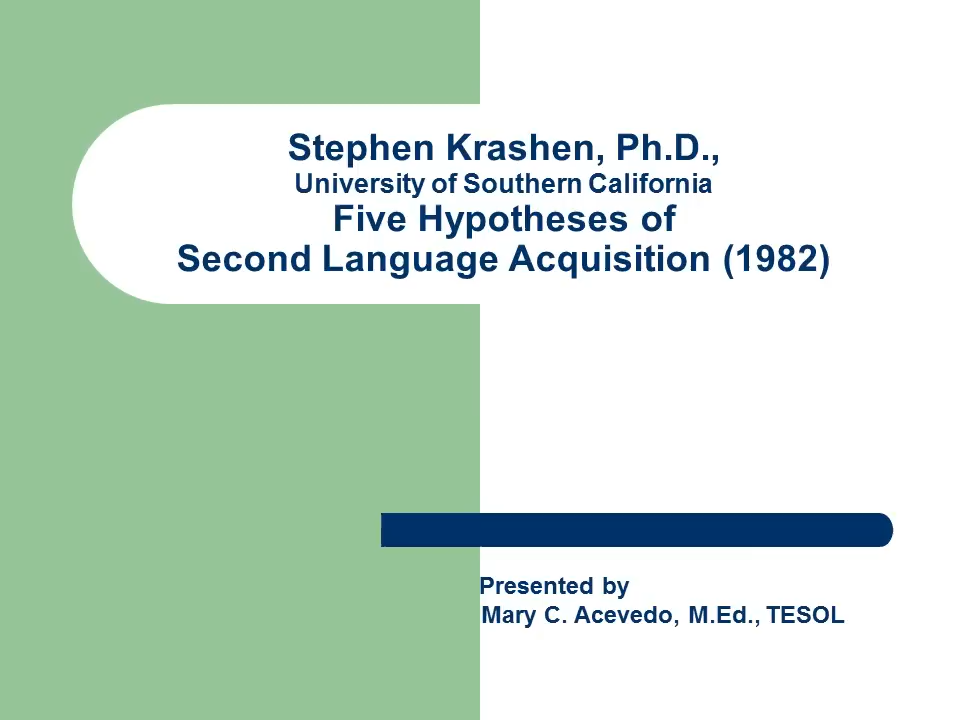 Stephen Krashen, Ph.D.,
University of Southern California
Five Hypotheses of
Second Language Acquisition (1982)
Presented by
Mary C. Acevedo, M.Ed., TESOL